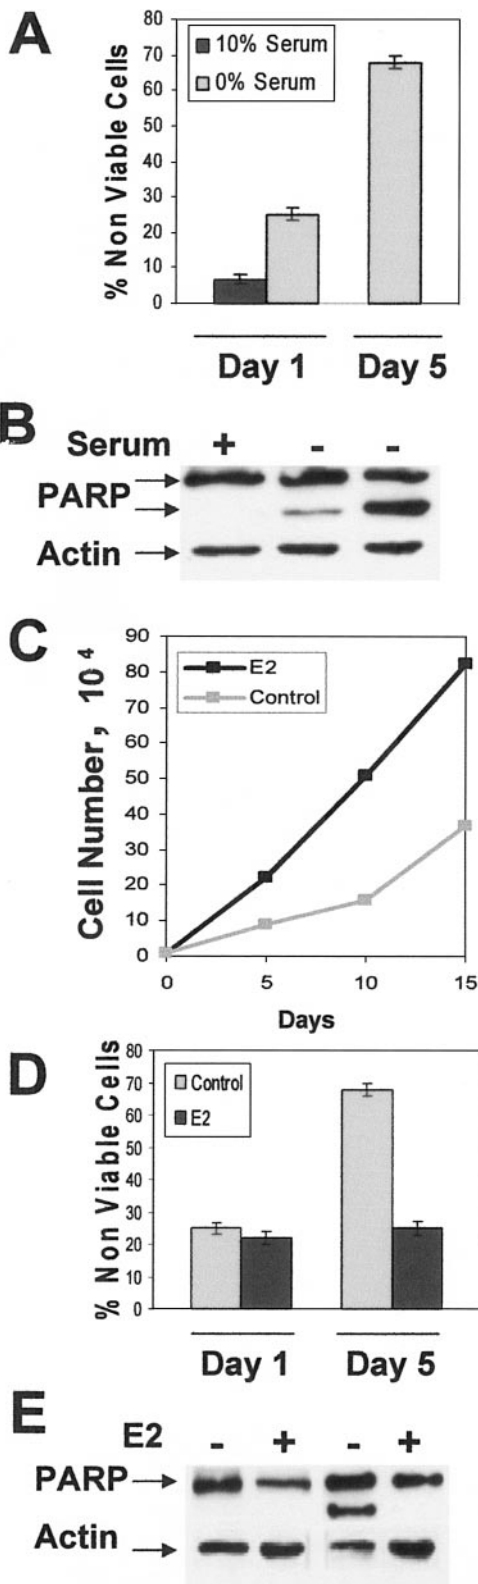 A
80
70
60
50
40
30
20
10
0
% Non Viable Cells
10% Serum
0% Serum
Day 1 Day 5
B
Serum + - -
PARP
Actin
C
90
80
70
60
50
40
30
20
10
0
Cell Number, 10 4
E2
Control
0 5 10 15
Days
D
80
70
60
50
40
30
20
10
0
% Non Viable Cells
Control
E2
Day 1 Day 5
E
E2 - + - +
PARP
Actin